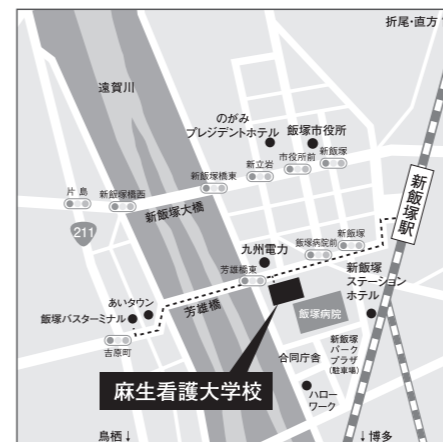 折尾・直方
遠賀川
のがみ
プレジデントホテル
飯塚市役所
新飯塚
市役所前
新立岩
新飯塚橋東
片島
新飯塚橋西
新飯塚大橋
211
新飯塚駅
新飯塚
飯塚病院前
九州電力
芳雄橋東
新飯塚
ステーション
ホテル
あいタウン
飯塚バスターミナル
芳雄橋
飯塚病院
吉原町
新飯塚
パーク
プラザ
(駐車場)
合同庁舎
麻生看護大学校
ハロー
ワーク
鳥栖↓
↓博多